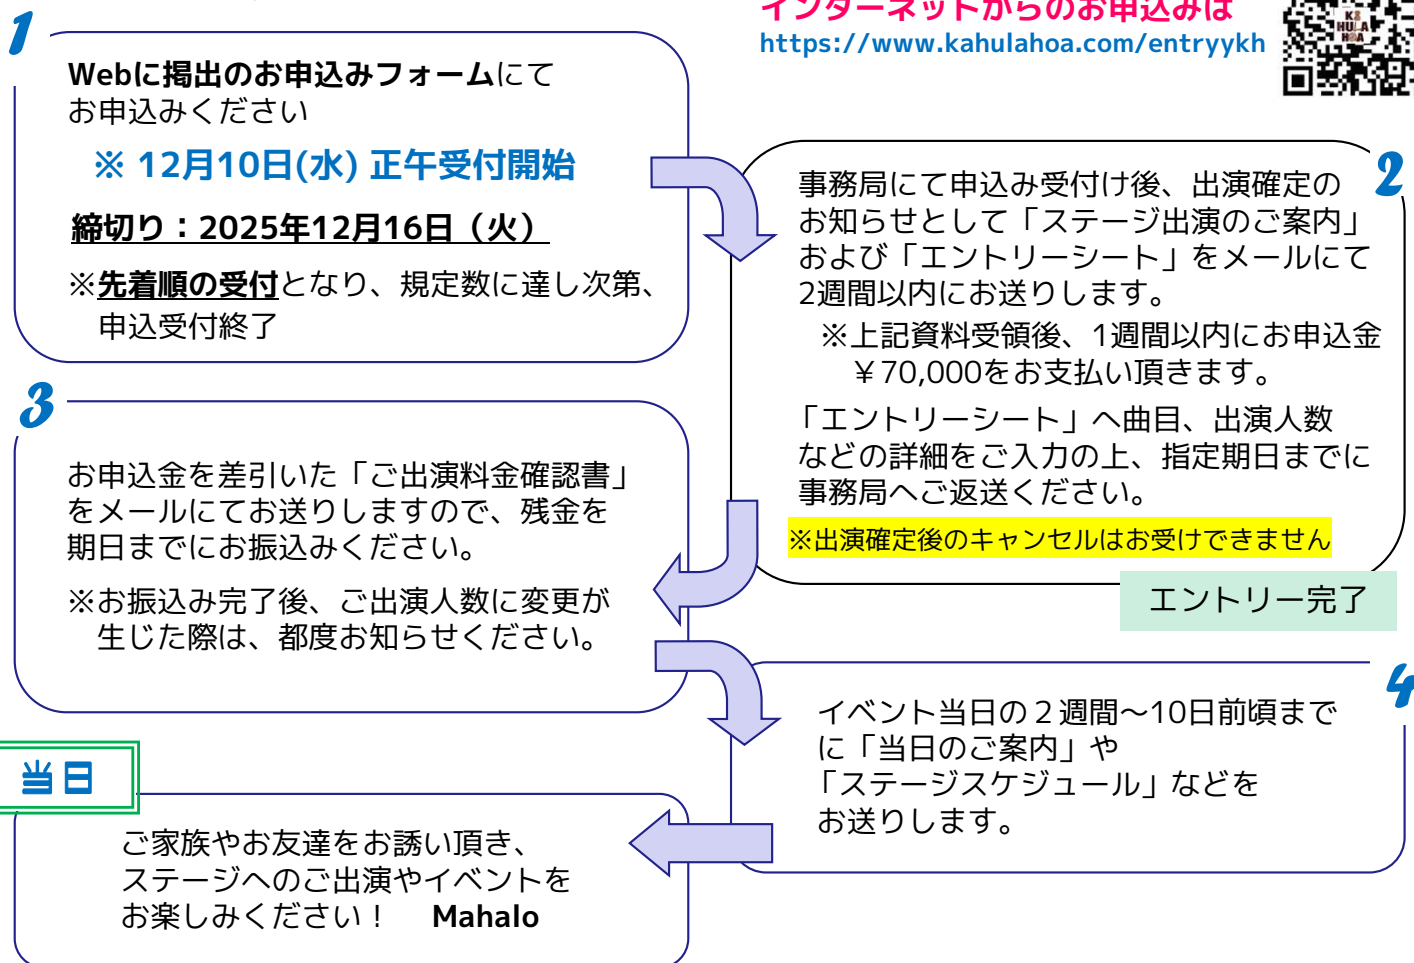 インターネットからのお申込みは
https://www.kahulahoa.com/entryykh
KA
HULA
HOA
1
Webに掲出のお申込みフォームにて
お申込みください
※ 12月10日(水) 正午受付開始
締切り：2025年12月16日（火）
※先着順の受付となり、規定数に達し次第、
申込受付終了
2
事務局にて申込み受付け後、出演確定の
お知らせとして「ステージ出演のご案内」
および「エントリーシート」をメールにて
2週間以内にお送りします。
※上記資料受領後、1週間以内にお申込金
￥70,000をお支払い頂きます。
「エントリーシート」へ曲目、出演人数
などの詳細をご入力の上、指定期日までに
事務局へご返送ください。
※出演確定後のキャンセルはお受けできません
エントリー完了
3
お申込金を差引いた「ご出演料金確認書」
をメールにてお送りしますので、残金を
期日までにお振込みください。
※お振込み完了後、ご出演人数に変更が
生じた際は、都度お知らせください。
4
イベント当日の２週間～10日前頃まで
に「当日のご案内」や
「ステージスケジュール」などを
お送りします。
当日
ご家族やお友達をお誘い頂き、
ステージへのご出演やイベントを
お楽しみください！ Mahalo